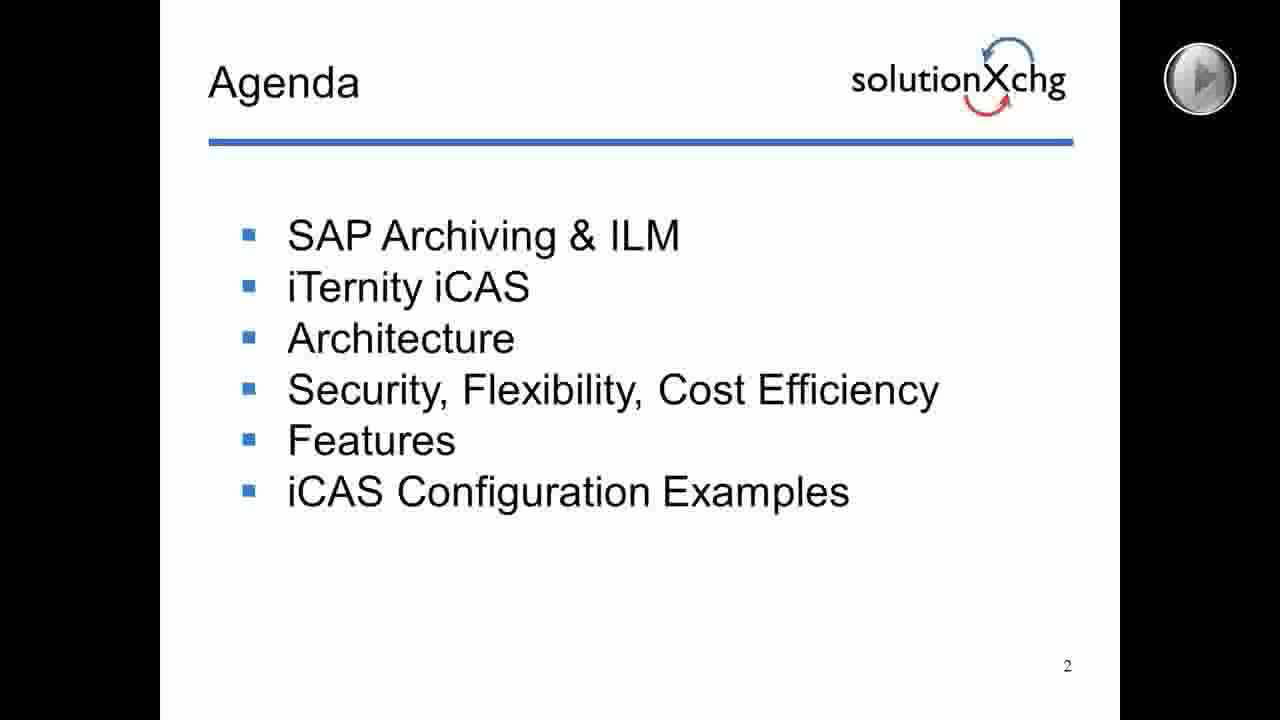 Agenda
solutionXchg
SAP Archiving & ILM
iTernity iCAS
Architecture
Security, Flexibility, Cost Efficiency
Features
iCAS Configuration Examples
2